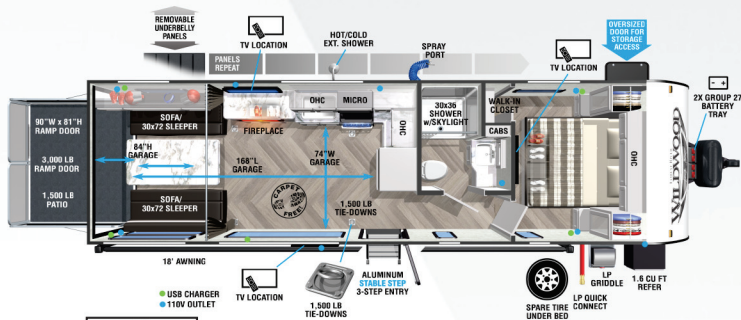 REMOVABLE
UNDERBELLY
PANELS
PANELS
REPEAT
TV LOCATION
HOT/COLD
EXT. SHOWER
SPRAY
PORT
TV LOCATION
OVERSIZED
DOOR FOR
STORAGE
ACCESS
2X GROUP 27
BATTERY
TRAY
90"W x 81"H
RAMP DOOR
3,000 LB
RAMP DOOR
1,500 LB
PATIO
SOFA/
30x72 SLEEPER
84"H
GARAGE
SOFA/
30x72 SLEEPER
FIREPLACE
168"L
GARAGE
74"W
GARAGE
CARPET
FREE!
OHC
MICRO
OHC
30x36
SHOWER
w/SKYLIGHT
WALK-IN
CLOSET
CABS
OHC
WILDWOOD
1,500 LB
TIE-DOWNS
18' AWNING
USB CHARGER
110V OUTLET
TV LOCATION
1,500 LB
TIE-DOWNS
ALUMINUM
STABLE STEP
3-STEP ENTRY
SPARE TIRE
UNDER BED
LP QUICK
CONNECT
LP
GRIDDLE
1.6 CU FT
REFER